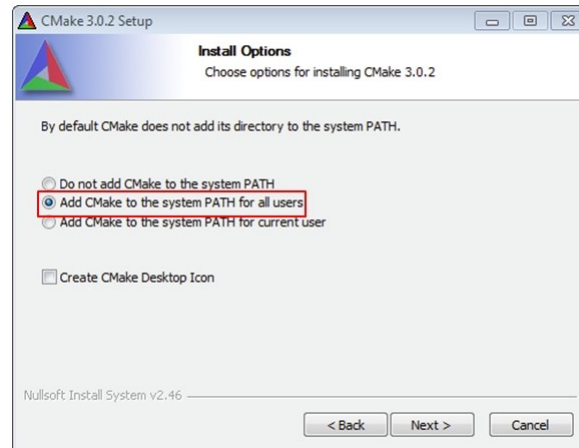 CMake 3.0.2 Setup
Install Options
Choose options for installing CMake 3.0.2
By default CMake does not add its directory to the system PATH.
Do not add CMake to the system PATH
Add CMake to the system PATH for all users
Add CMake to the system PATH for current user
Create CMake Desktop Icon
Nullsoft Install System v2.46
< Back Next > Cancel